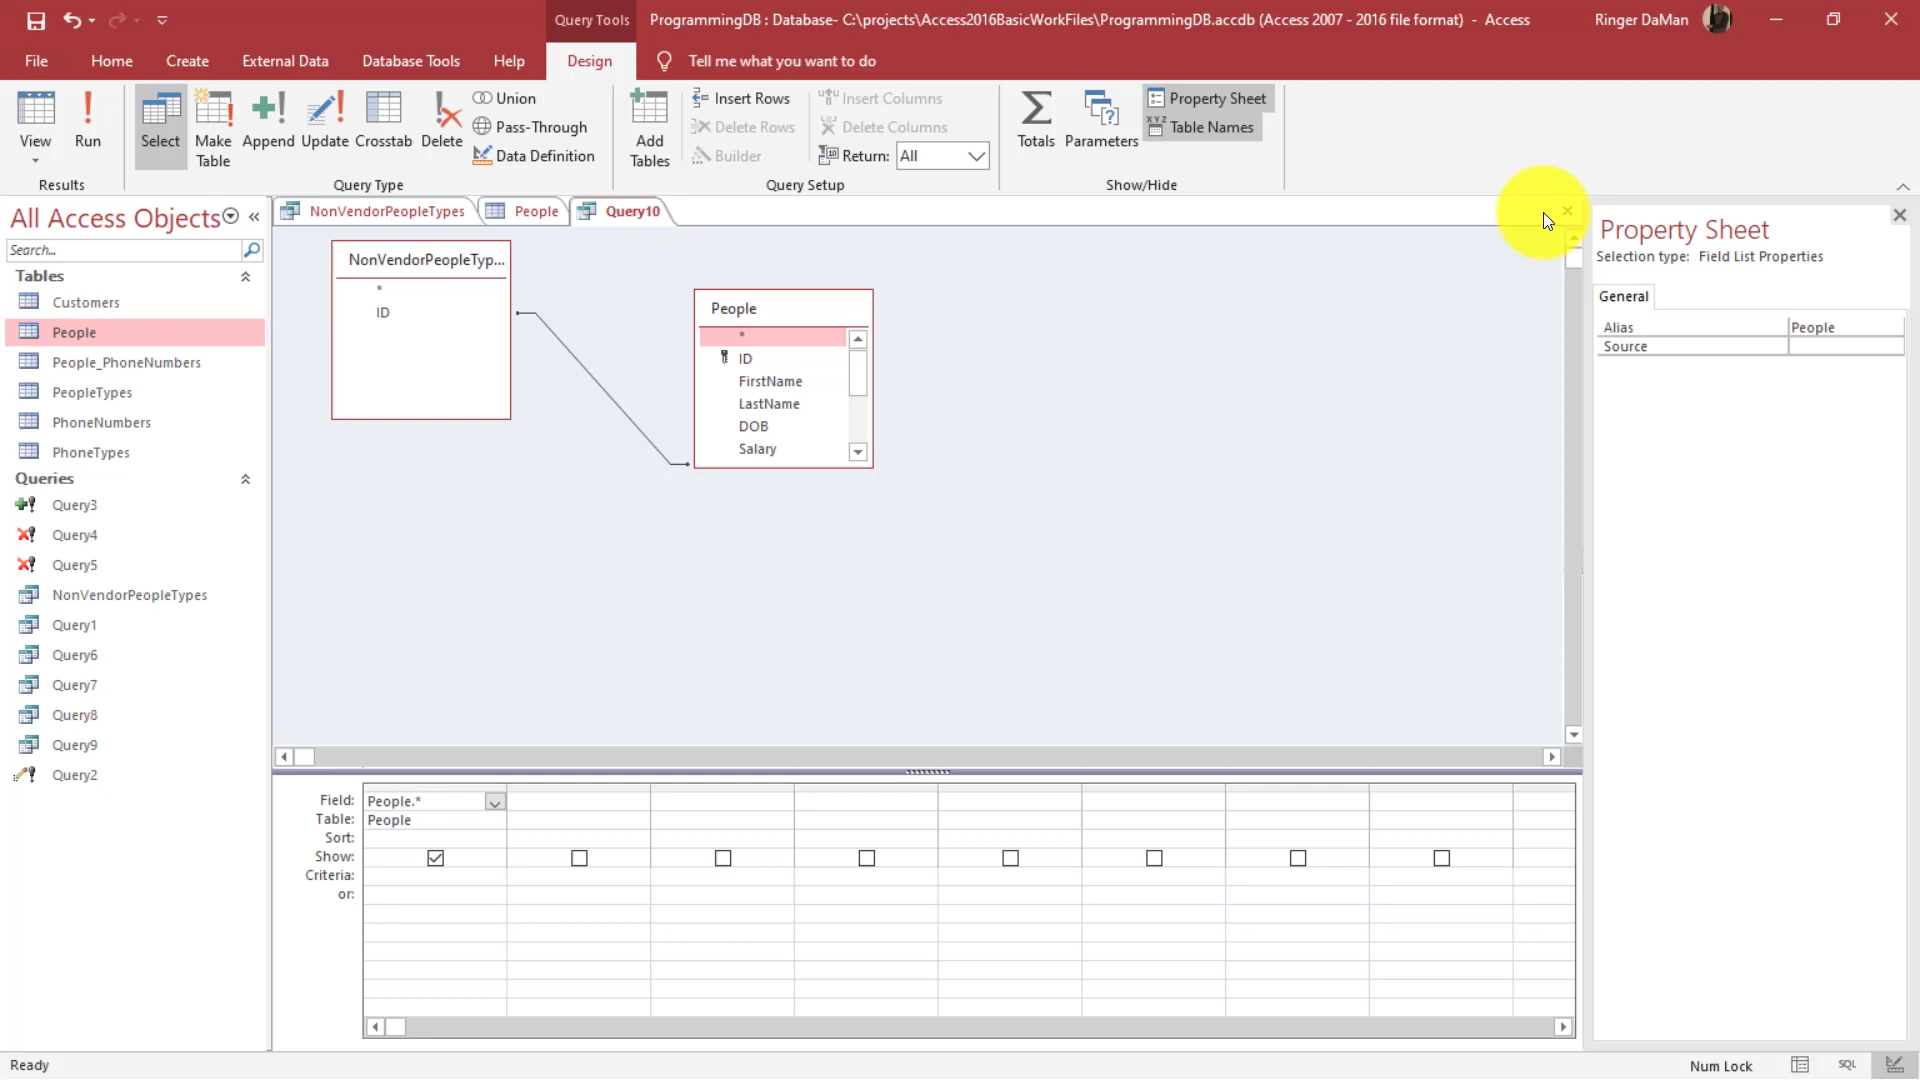 Query Tools
ProgrammingDB : Database- C:\projects\Access2016BasicWorkFiles\ProgrammingDB.accdb (Access 2007 - 2016 file format) - Access
Ringer DaMan
File
Home
Create
External Data
Database Tools
Help
Design
Tell me what you want to do
View
Run
Select
Make
Table
Append
Update
Crosstab
Delete
Union
Pass-Through
Data Definition
Add
Tables
Insert Rows
Delete Rows
Builder
Insert Columns
Delete Columns
Return:
All
Totals
Parameters
Property Sheet
XYZ
Table Names
Results
Query Type
Query Setup
Show/Hide
All Access Objects
Search...
Tables
Customers
People
People_PhoneNumbers
PeopleTypes
PhoneNumbers
PhoneTypes
Queries
Query3
Query4
Query5
NonVendorPeopleTypes
Query1
Query6
Query7
Query8
Query9
Query2
NonVendorPeopleTypes
People
Query10
NonVendorPeopleTyp...
*
ID
People
*
ID
FirstName
LastName
DOB
Salary
Field:
People.*
Table:
People
Sort:
Show:
Criteria:
or:
Property Sheet
Selection type: Field List Properties
General
Alias
People
Source
Ready
Num Lock
SQL